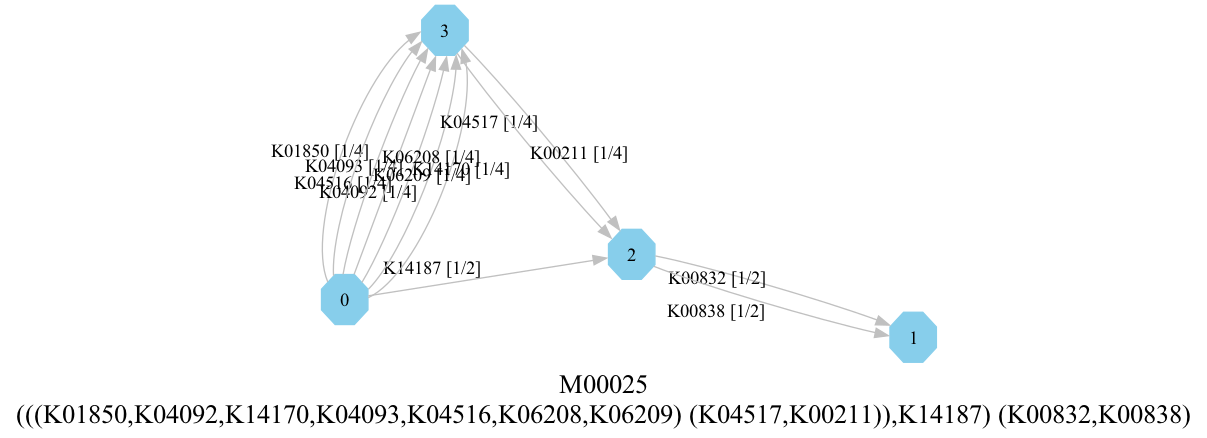 3
K04517 [1/4]
K01850 [1/4]
K00211 [1/4]
K06208 [1/4]
K04093 [1/4]
K14170 [1/4]
K06209 [1/4]
K04516 [1/4]
K04092 [1/4]
2
K14187 [1/2]
K00832 [1/2]
0
K00838 [1/2]
1
M00025
(((K01850,K04092,K14170,K04093,K04516,K06208,K06209) (K04517,K00211)),K14187) (K00832,K00838)